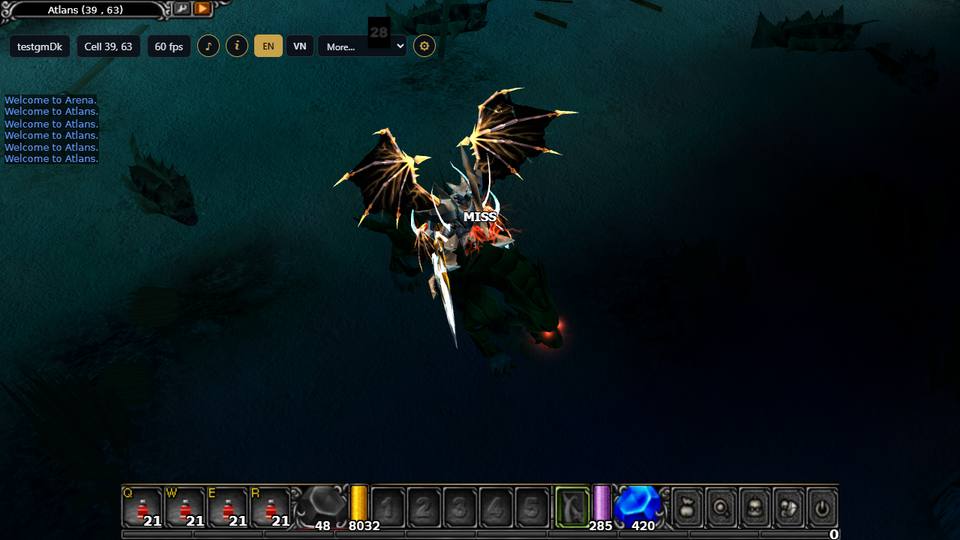 Atlans (39 , 63)
28
testgmDk Cell 39, 63 60 fps EN VN More...
Welcome to Arena.
Welcome to Atlans.
Welcome to Atlans.
Welcome to Atlans.
Welcome to Atlans.
Welcome to Atlans.
MISS
Q W E R
1 2 3 4 5
21 21 21 21 48 8032 285 420
0